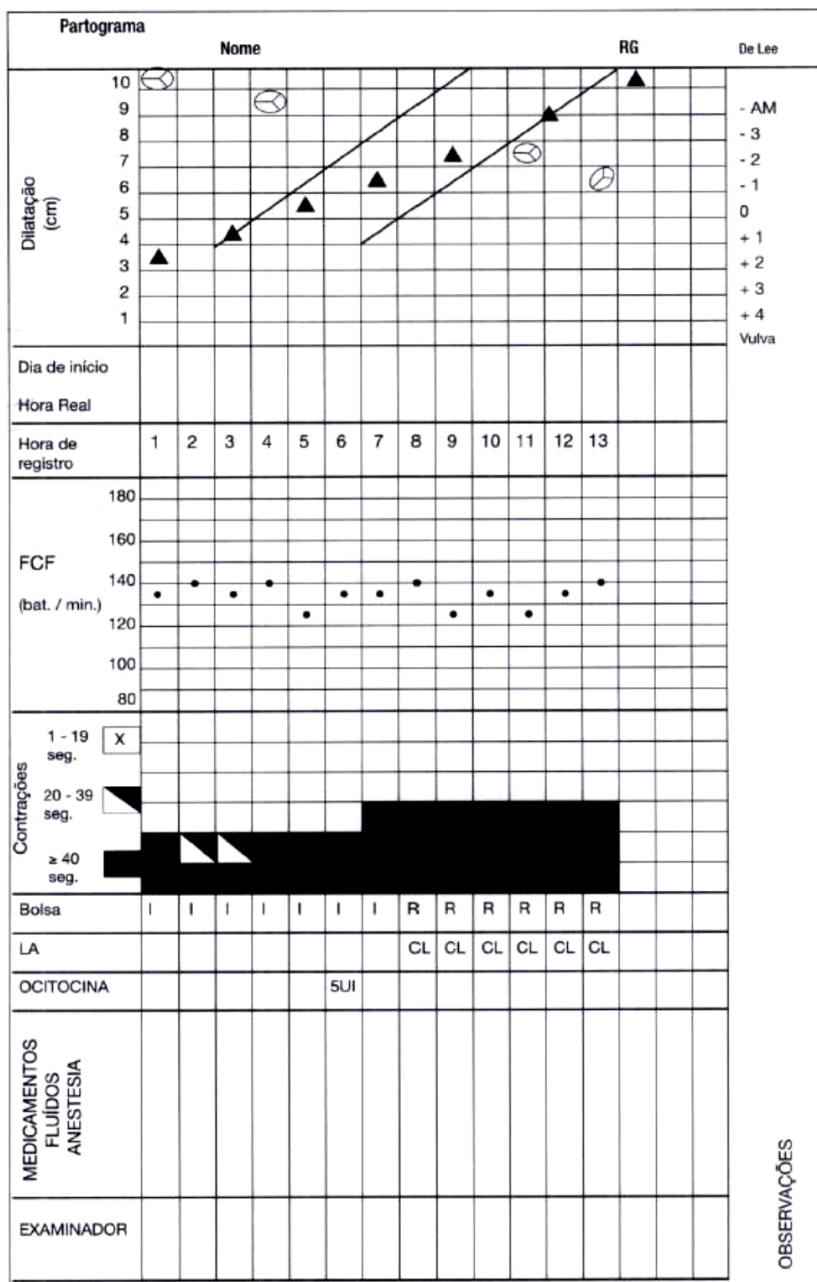 Partograma
Nome RG De Lee
Dilatação
(cm)
10
9
8
7
6
5
4
3
2
1
- AM
- 3
- 2
- 1
0
+ 1
+ 2
+ 3
+ 4
Vulva
Dia de início
Hora Real
Hora de
registro
1 2 3 4 5 6 7 8 9 10 11 12 13
FCF
(bat. / min.)
180
160
140
120
100
80
Contrações
1 - 19
seg.
X
20 - 39
seg.
≥ 40
seg.
Bolsa I I I I I I I R R R R R R
LA CL CL CL CL CL CL
OCITOCINA 5UI
MEDICAMENTOS
FLUÍDOS
ANESTESIA
EXAMINADOR
OBSERVAÇÕES